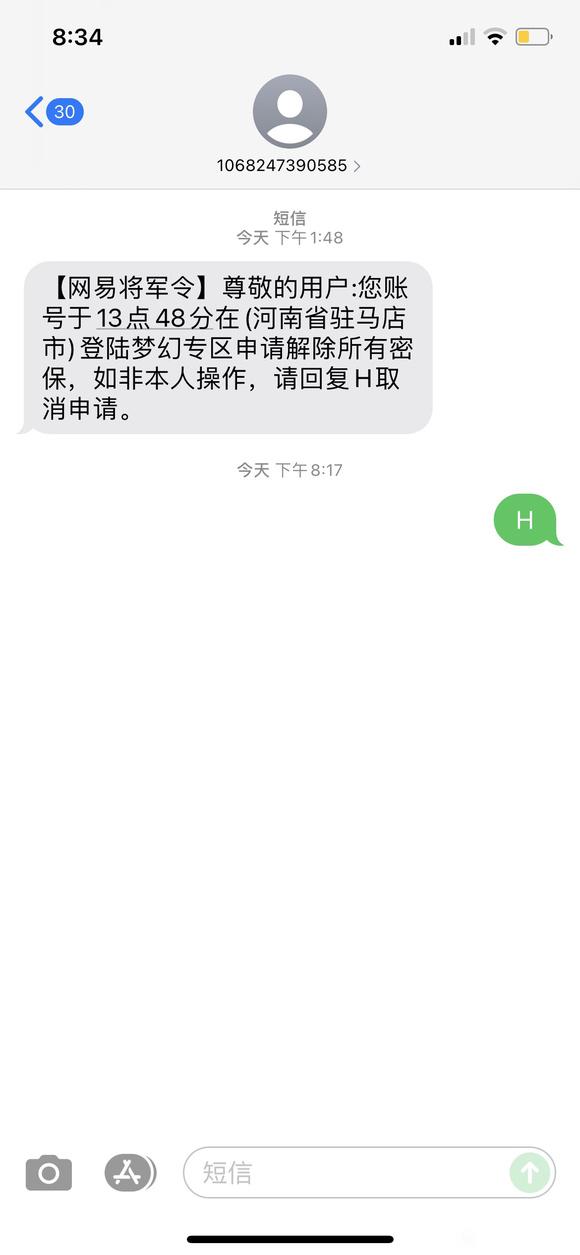 8:34
30
1068247390585
短信
今天 下午1:48
【网易将军令】尊敬的用户:您账
号于13点48分在(河南省驻马店
市)登陆梦幻专区申请解除所有密
保，如非本人操作，请回复H取
消申请。
今天 下午8:17
H
短信